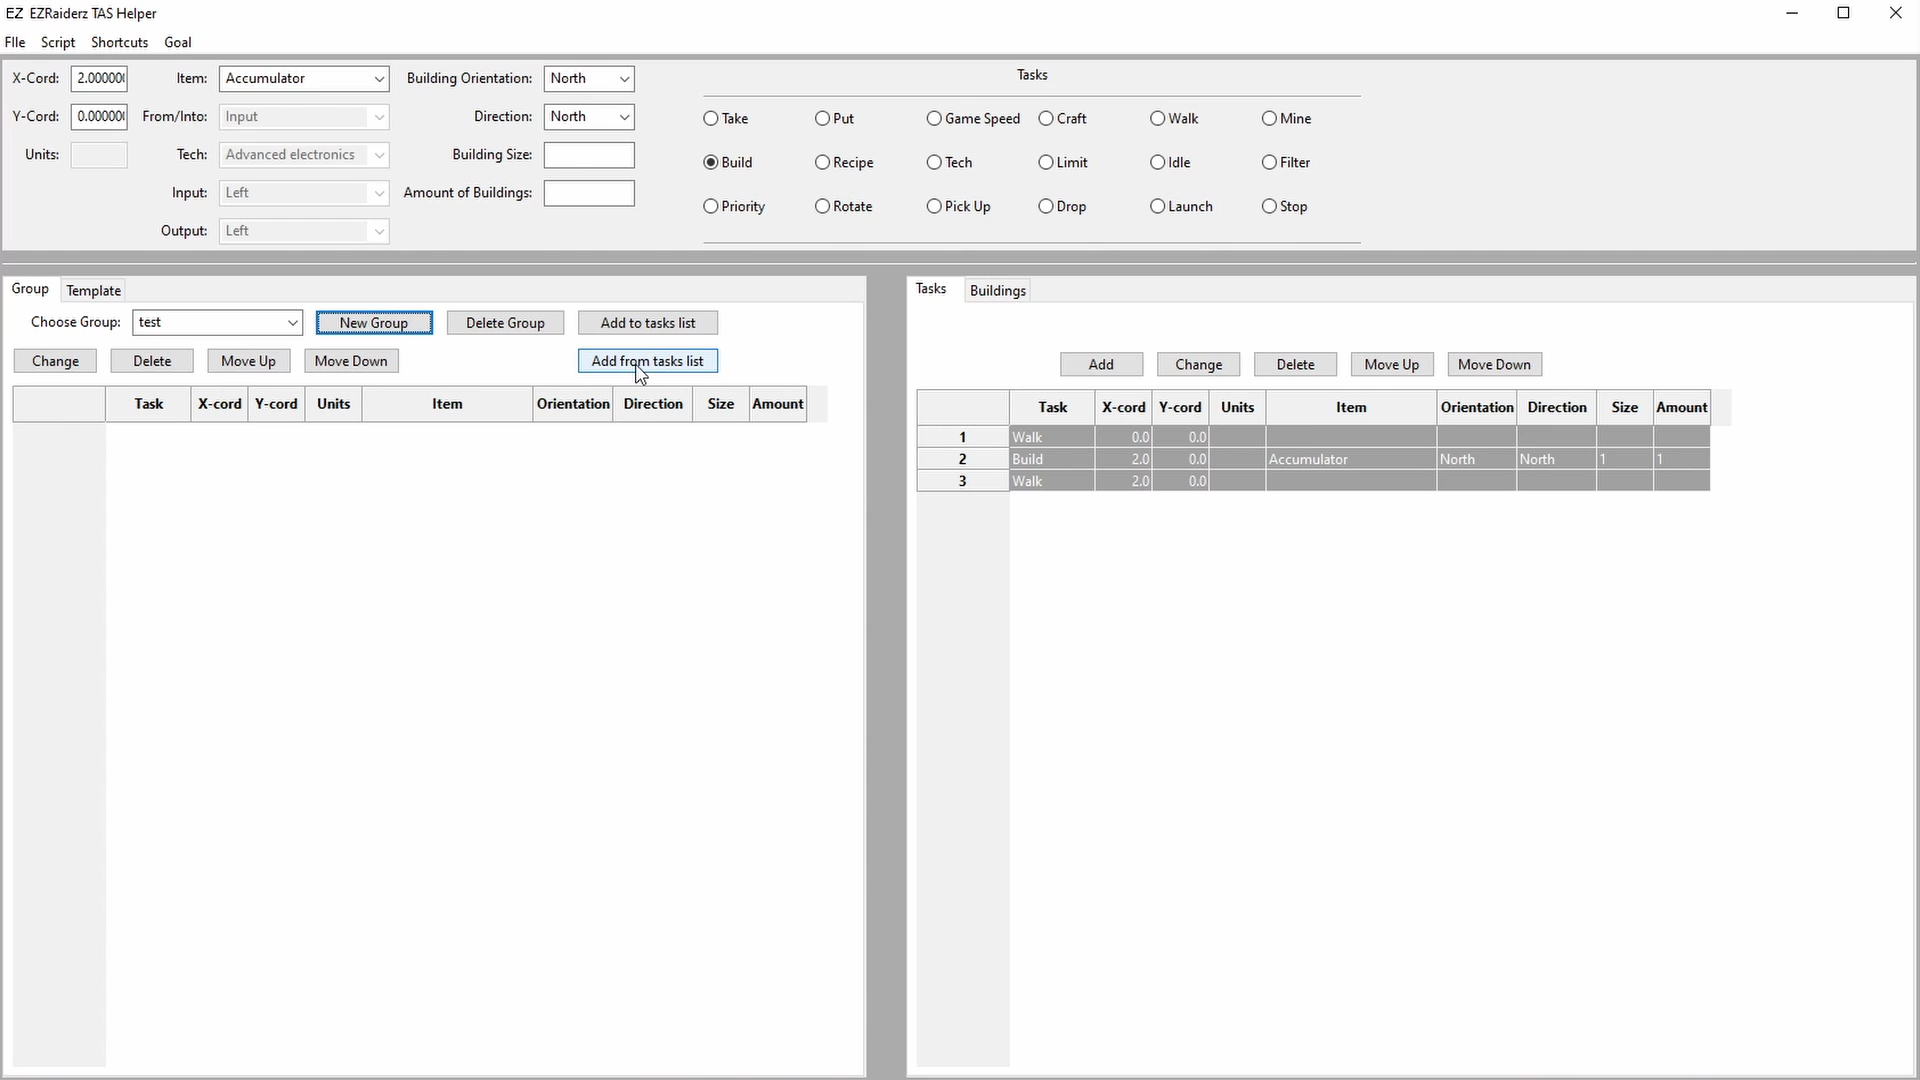 EZ EZRaiderz TAS Helper
FIle Script Shortcuts Goal
X-Cord: 2.00000 Item: Accumulator Building Orientation: North Tasks
Y-Cord: 0.00000 From/Into: Input Direction: North Take Put Game Speed Craft Walk Mine
Units: Tech: Advanced electronics Building Size: Build Recipe Tech Limit Idle Filter
Input: Left Amount of Buildings: Priority Rotate Pick Up Drop Launch Stop
Output: Left
Group Template
Choose Group: test New Group Delete Group Add to tasks list
Change Delete Move Up Move Down Add from tasks list
Task X-cord Y-cord Units Item Orientation Direction Size Amount
Tasks Buildings
Add Change Delete Move Up Move Down
Task X-cord Y-cord Units Item Orientation Direction Size Amount
1 Walk 0.0 0.0
2 Build 2.0 0.0 Accumulator North North 1 1
3 Walk 2.0 0.0